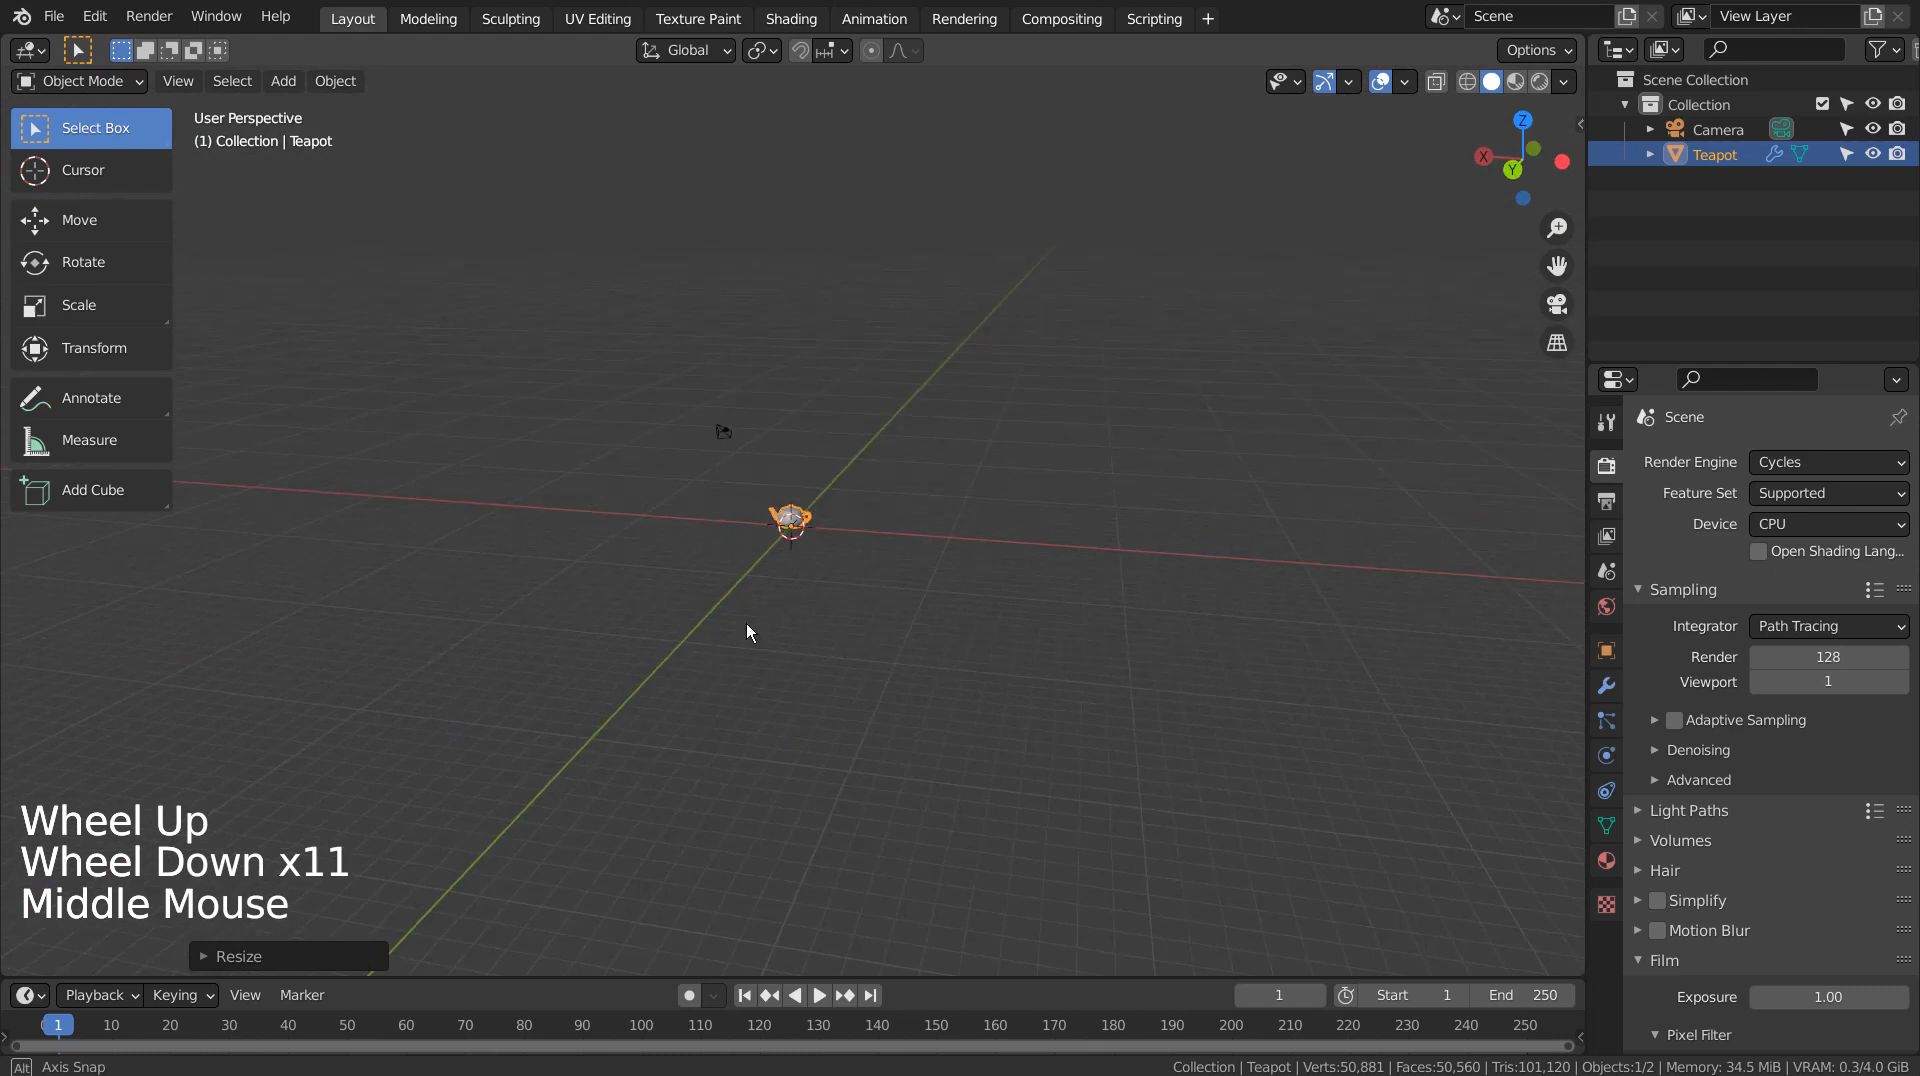 File Edit Render Window Help Layout Modeling Sculpting UV Editing Texture Paint Shading Animation Rendering Compositing Scripting + Scene View Layer
Global Options
Object Mode View Select Add Object
User Perspective
(1) Collection | Teapot
Select Box
Cursor
Move
Rotate
Scale
Transform
Annotate
Measure
Add Cube
Z
X
Y
Wheel Up
Wheel Down x11
Middle Mouse
Resize
Scene Collection
Collection
Camera
Teapot
Scene
Render Engine Cycles
Feature Set Supported
Device CPU
Open Shading Lang...
Sampling
Integrator Path Tracing
Render 128
Viewport 1
Adaptive Sampling
Denoising
Advanced
Light Paths
Volumes
Hair
Simplify
Motion Blur
Film
Exposure 1.00
Pixel Filter
Playback Keying View Marker 1 Start 1 End 250
1 10 20 30 40 50 60 70 80 90 100 110 120 130 140 150 160 170 180 190 200 210 220 230 240 250
Alt Axis Snap Collection | Teapot | Verts:50,881 | Faces:50,560 | Tris:101,120 | Objects:1/2 | Memory: 34.5 MiB | VRAM: 0.3/4.0 GiB